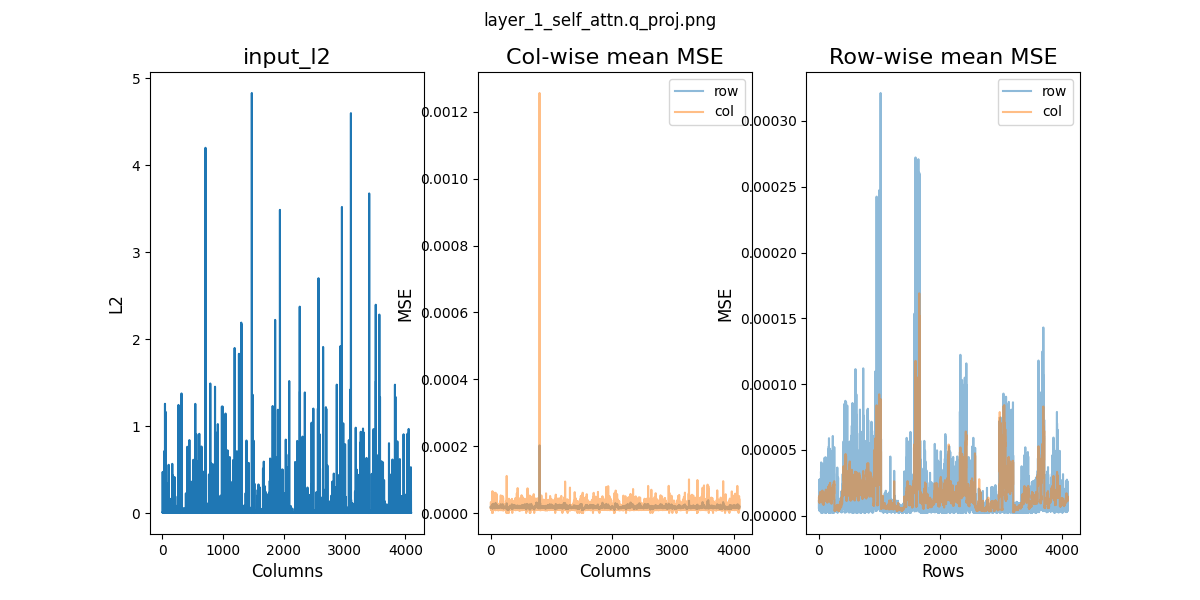 layer_1_self_attn.q_proj.png
input_l2
L2
5
4
3
2
1
0
0 1000 2000 3000 4000
Columns
Col-wise mean MSE
row
col
MSE
0.0012
0.0010
0.0008
0.0006
0.0004
0.0002
0.0000
0 1000 2000 3000 4000
Columns
Row-wise mean MSE
row
col
MSE
0.00030
0.00025
0.00020
0.00015
0.00010
0.00005
0.00000
0 1000 2000 3000 4000
Rows